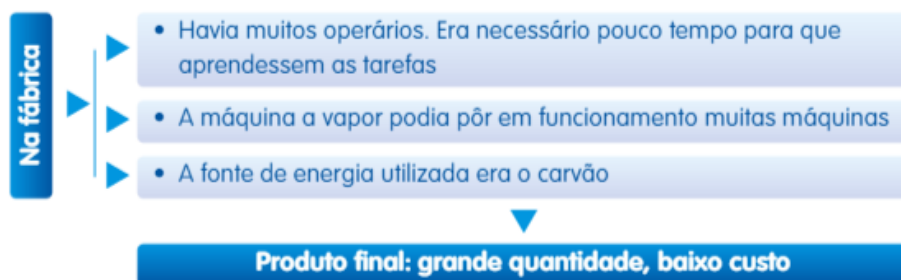 Na fábrica
• Havia muitos operários. Era necessário pouco tempo para que
aprendessem as tarefas
• A máquina a vapor podia pôr em funcionamento muitas máquinas
• A fonte de energia utilizada era o carvão
Produto final: grande quantidade, baixo custo